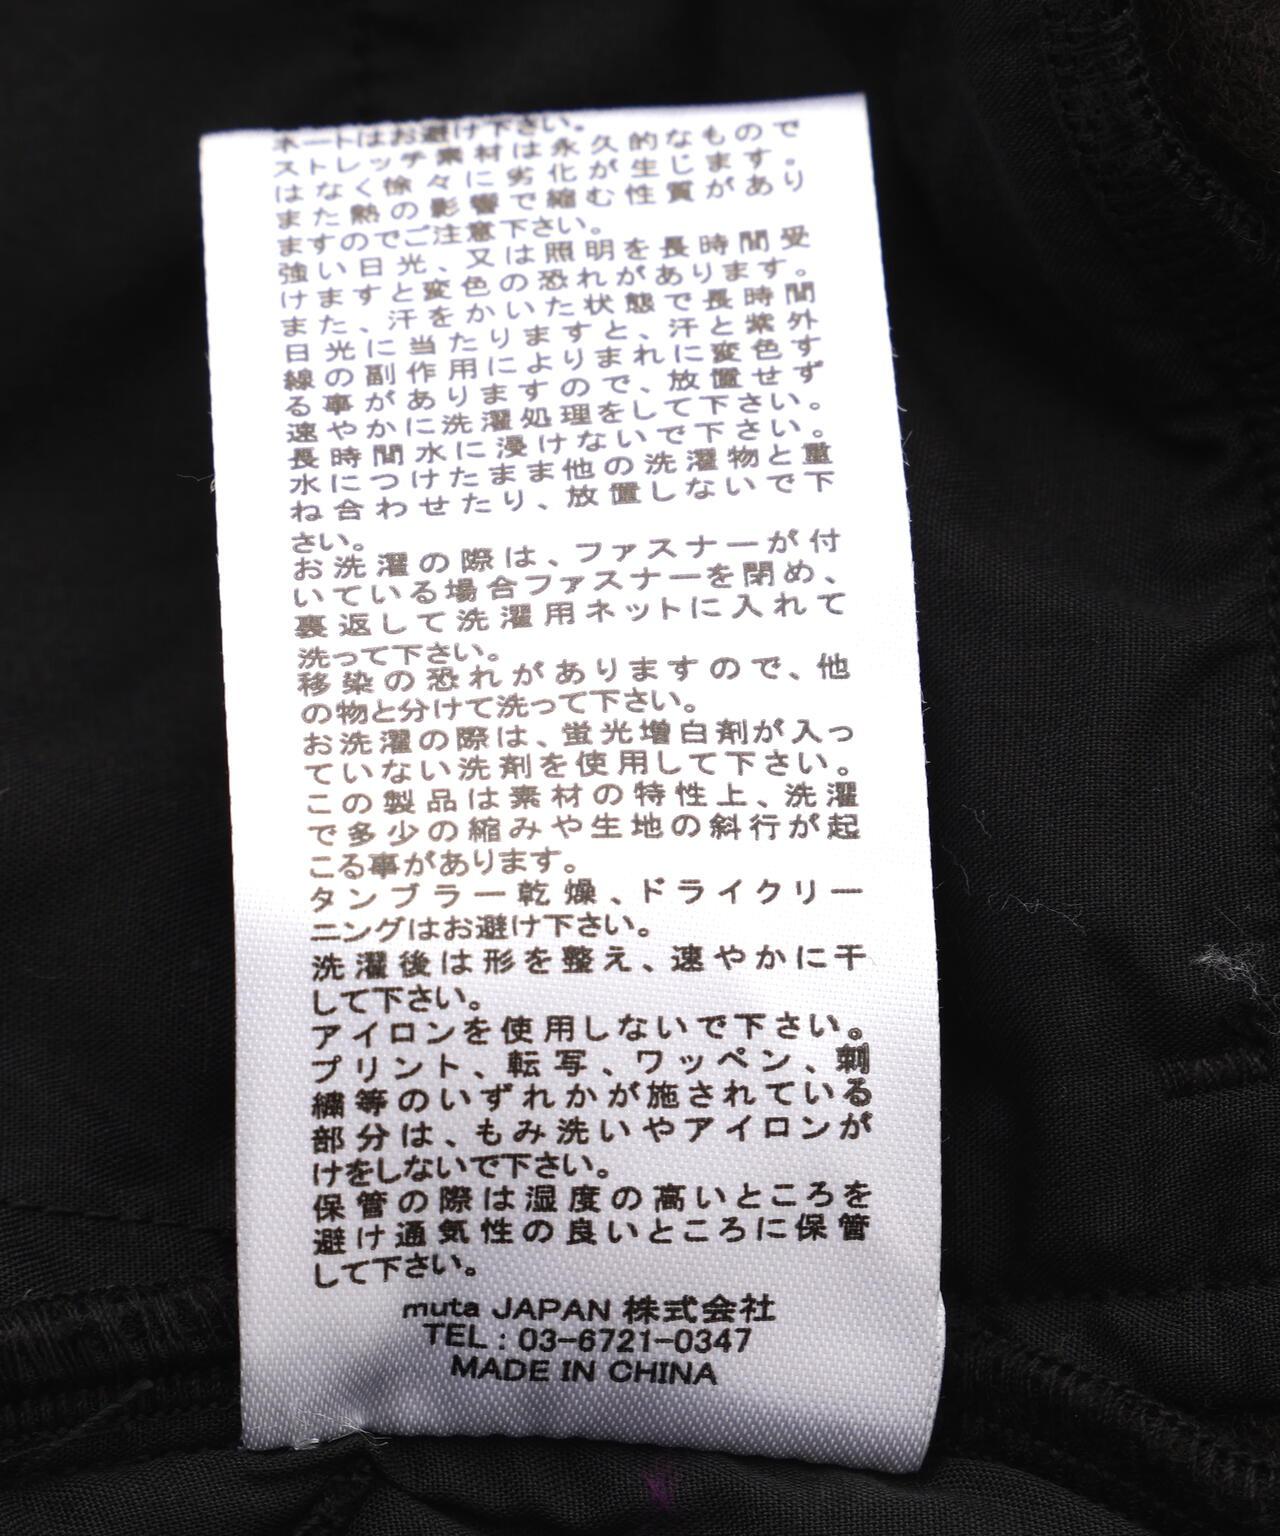 ネートはお避け下さい。
ストレッチ素材は永久的なもので
はなく徐々に劣化が生じます。
また熱の影響で縮む性質があり
ますのでご注意下さい。
強い日光、又は照明を長時間受
けますと変色の恐れがあります。
また、汗をかいた状態で長時間
日光に当たりますと、汗と紫外
線の副作用によりまれに変色す
る事がありますので、放置せず
速やかに洗濯処理をして下さい。
長時間水に浸けないで下さい。
水につけたまま他の洗濯物と重
ね合わせたり、放置しないで下
さい。
お洗濯の際は、ファスナーが付
いている場合ファスナーを閉め、
裏返して洗濯用ネットに入れて
洗って下さい。
移染の恐れがありますので、他
の物と分けて洗って下さい。
お洗濯の際は、蛍光増白剤が入っ
ていない洗剤を使用して下さい。
この製品は素材の特性上、洗濯
で多少の縮みや生地の斜行が起
こる事があります。
タンブラー乾燥、ドライクリー
ニングはお避け下さい。
洗濯後は形を整え、速やかに干
して下さい。
アイロンを使用しないで下さい。
プリント、転写、ワッペン、刺
繍等のいずれかが施されている
部分は、もみ洗いやアイロンが
けをしないで下さい。
保管の際は湿度の高いところを
避け通気性の良いところに保管
して下さい。
muta JAPAN 株式会社
TEL : 03-6721-0347
MADE IN CHINA